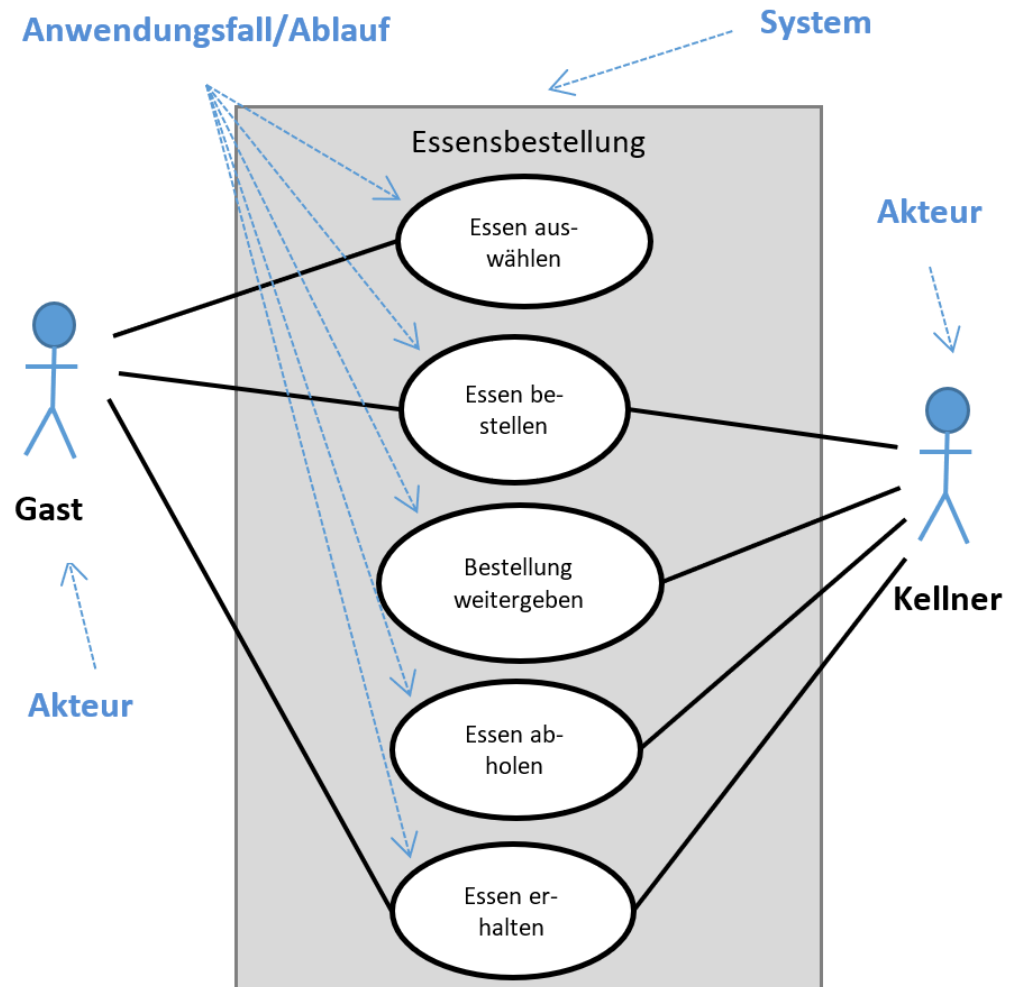 Anwendungsfall/Ablauf
System
Essensbestellung
Essen aus-
wählen
Akteur
Essen be-
stellen
Gast
Bestellung
weitergeben
Kellner
Akteur
Essen ab-
holen
Essen er-
halten